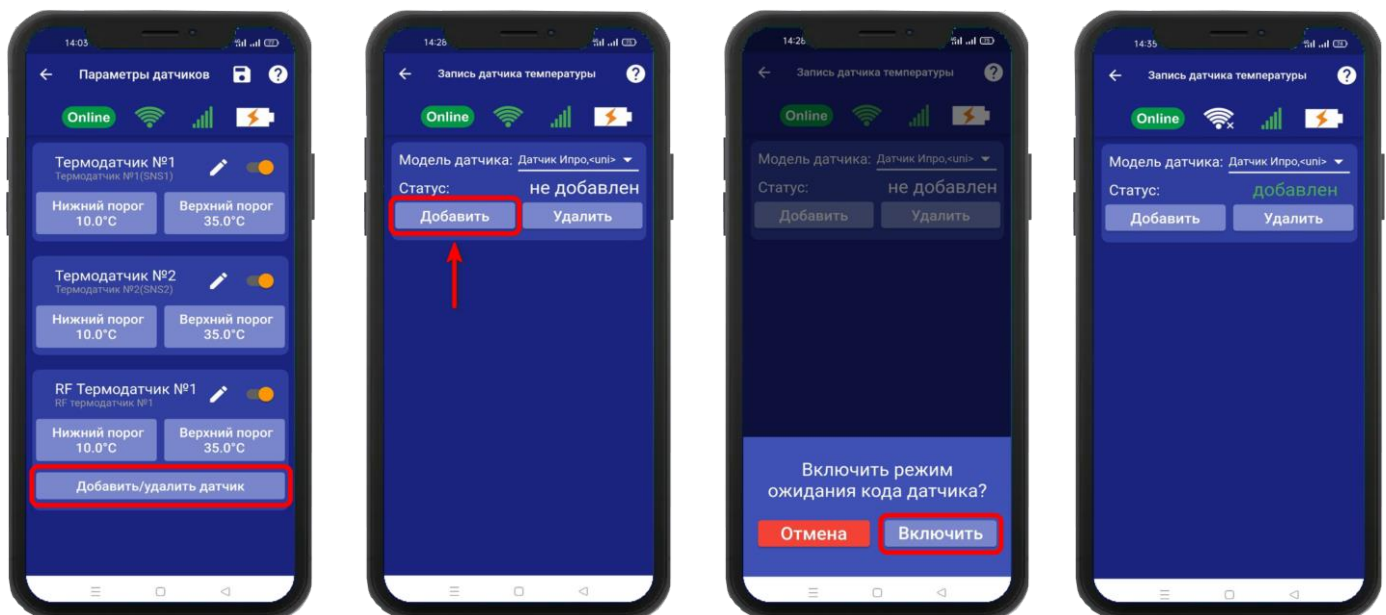 14:03
Параметры датчиков
Online
Термодатчик №1
Термодатчик №1(SNS1)
Нижний порог
10.0°C
Верхний порог
35.0°C
Термодатчик №2
Термодатчик №2(SNS2)
Нижний порог
10.0°C
Верхний порог
35.0°C
RF Термодатчик №1
RF термодатчик №1
Нижний порог
10.0°C
Верхний порог
35.0°C
Добавить/удалить датчик
14:28
Запись датчика температуры
Online
Модель датчика: Датчик Ипро,<uni>
Статус: не добавлен
Добавить Удалить
14:28
Запись датчика температуры
Online
Модель датчика: Датчик Ипро,<uni>
Статус: не добавлен
Добавить Удалить
Включить режим
ожидания кода датчика?
Отмена Включить
14:35
Запись датчика температуры
Online
Модель датчика: Датчик Ипро,<uni>
Статус: добавлен
Добавить Удалить